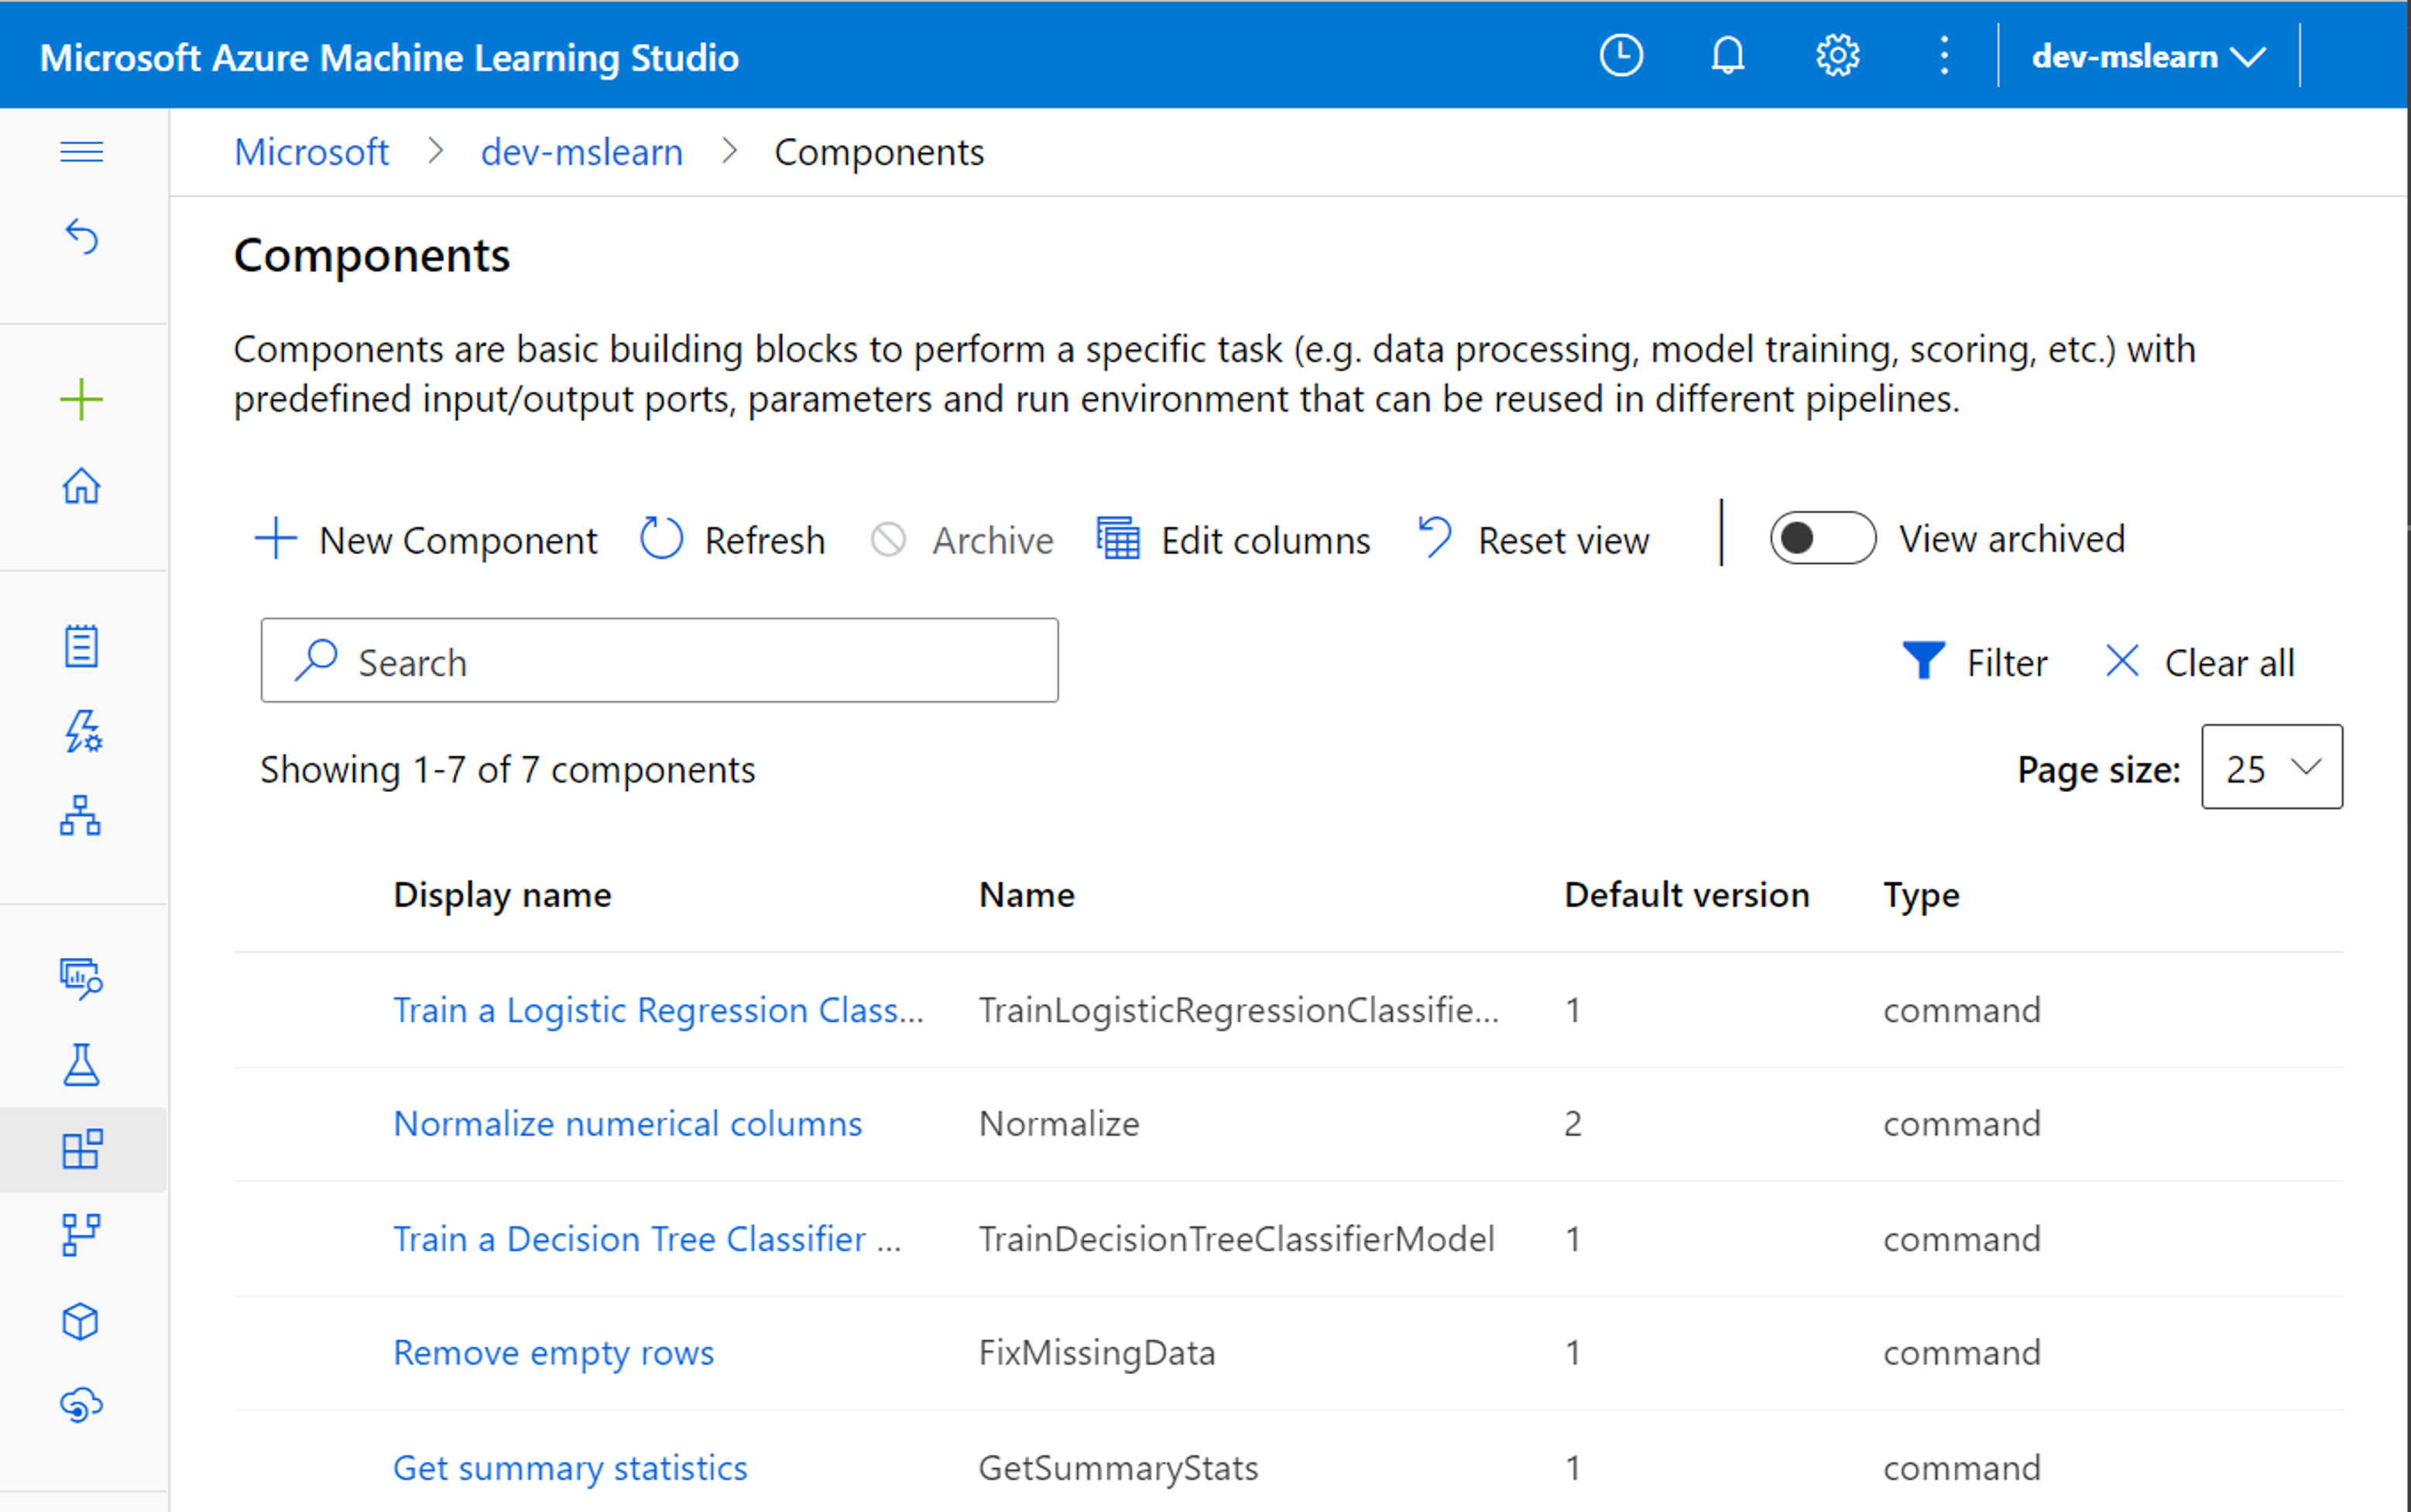 Microsoft Azure Machine Learning Studio
dev-mslearn
Microsoft > dev-mslearn > Components
Components
Components are basic building blocks to perform a specific task (e.g. data processing, model training, scoring, etc.) with
predefined input/output ports, parameters and run environment that can be reused in different pipelines.
New Component Refresh Archive Edit columns Reset view View archived
Search
Filter Clear all
Showing 1-7 of 7 components
Page size: 25
Display name Name Default version Type
Train a Logistic Regression Class... TrainLogisticRegressionClassifie... 1 command
Normalize numerical columns Normalize 2 command
Train a Decision Tree Classifier ... TrainDecisionTreeClassifierModel 1 command
Remove empty rows FixMissingData 1 command
Get summary statistics GetSummaryStats 1 command